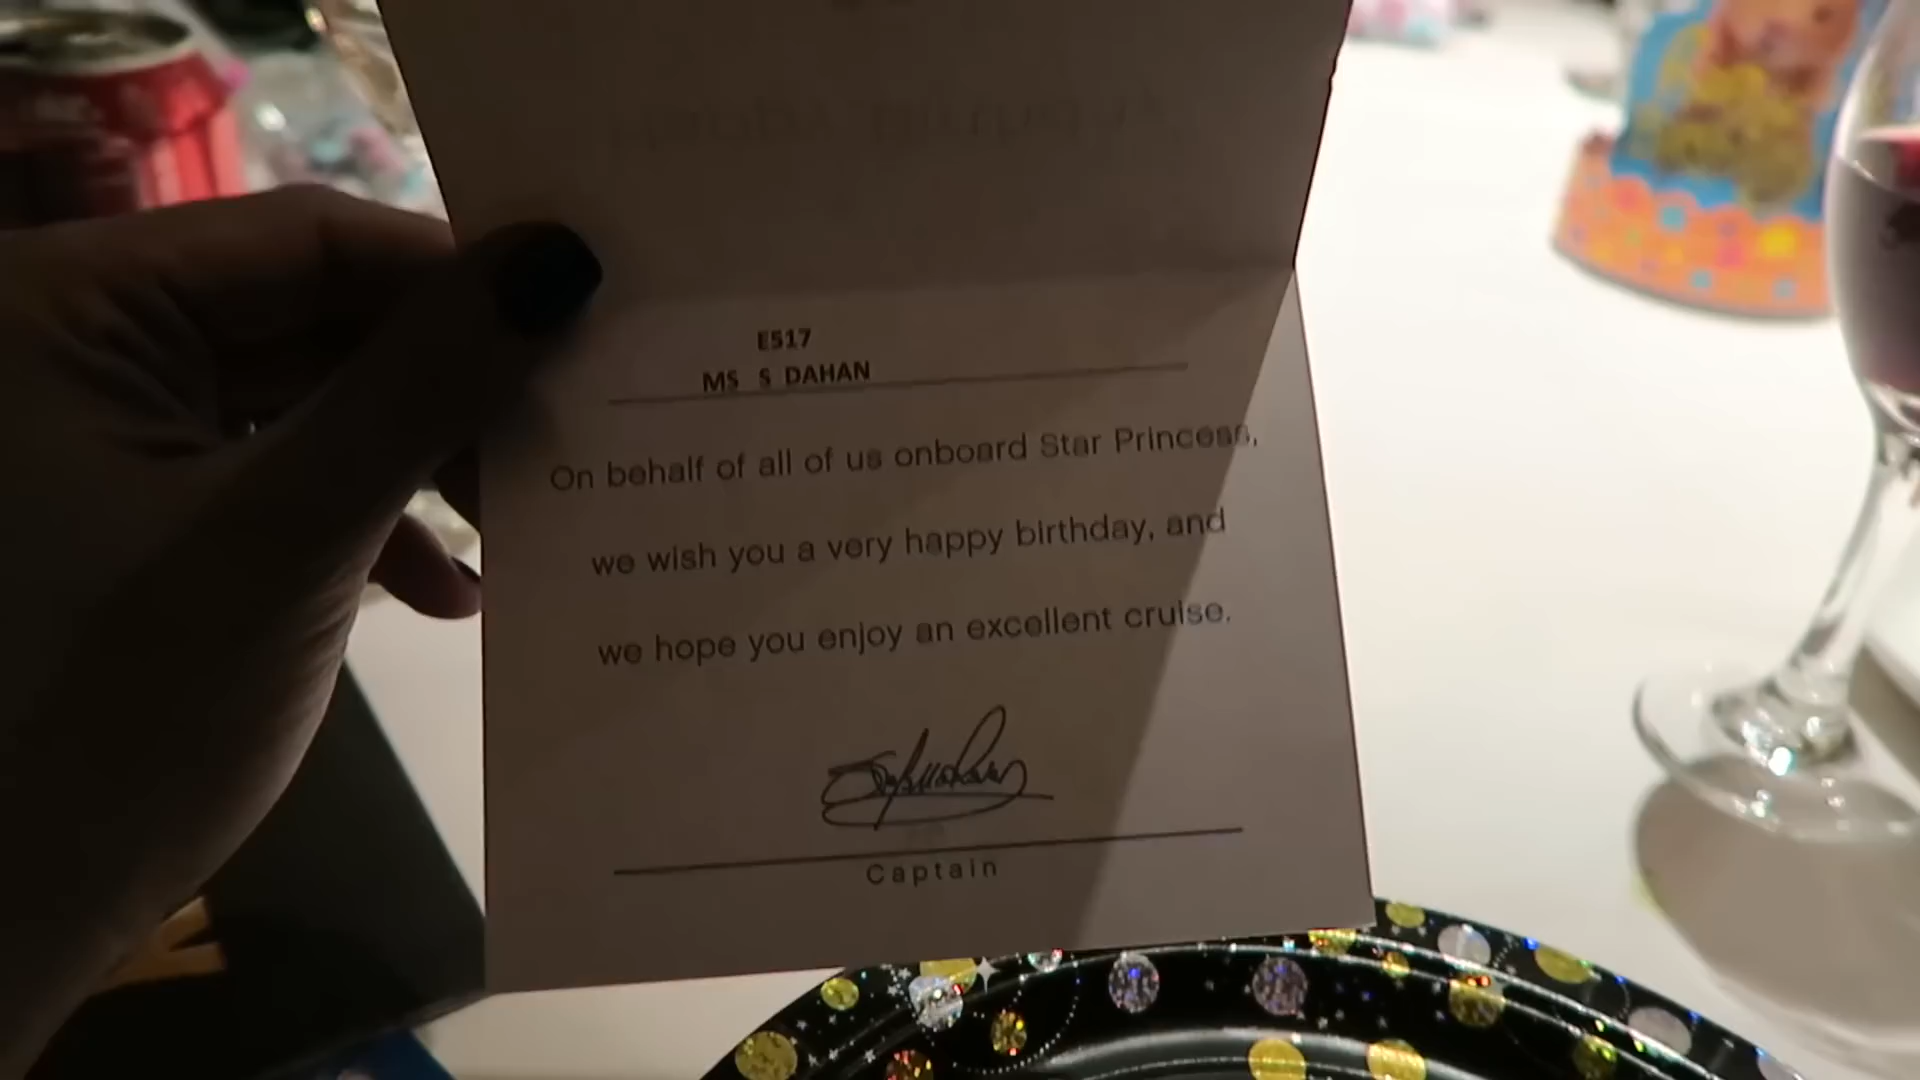 E517
MS S DAHAN
On behalf of all of us onboard Star Princess,
we wish you a very happy birthday, and
we hope you enjoy an excellent cruise.
Captain